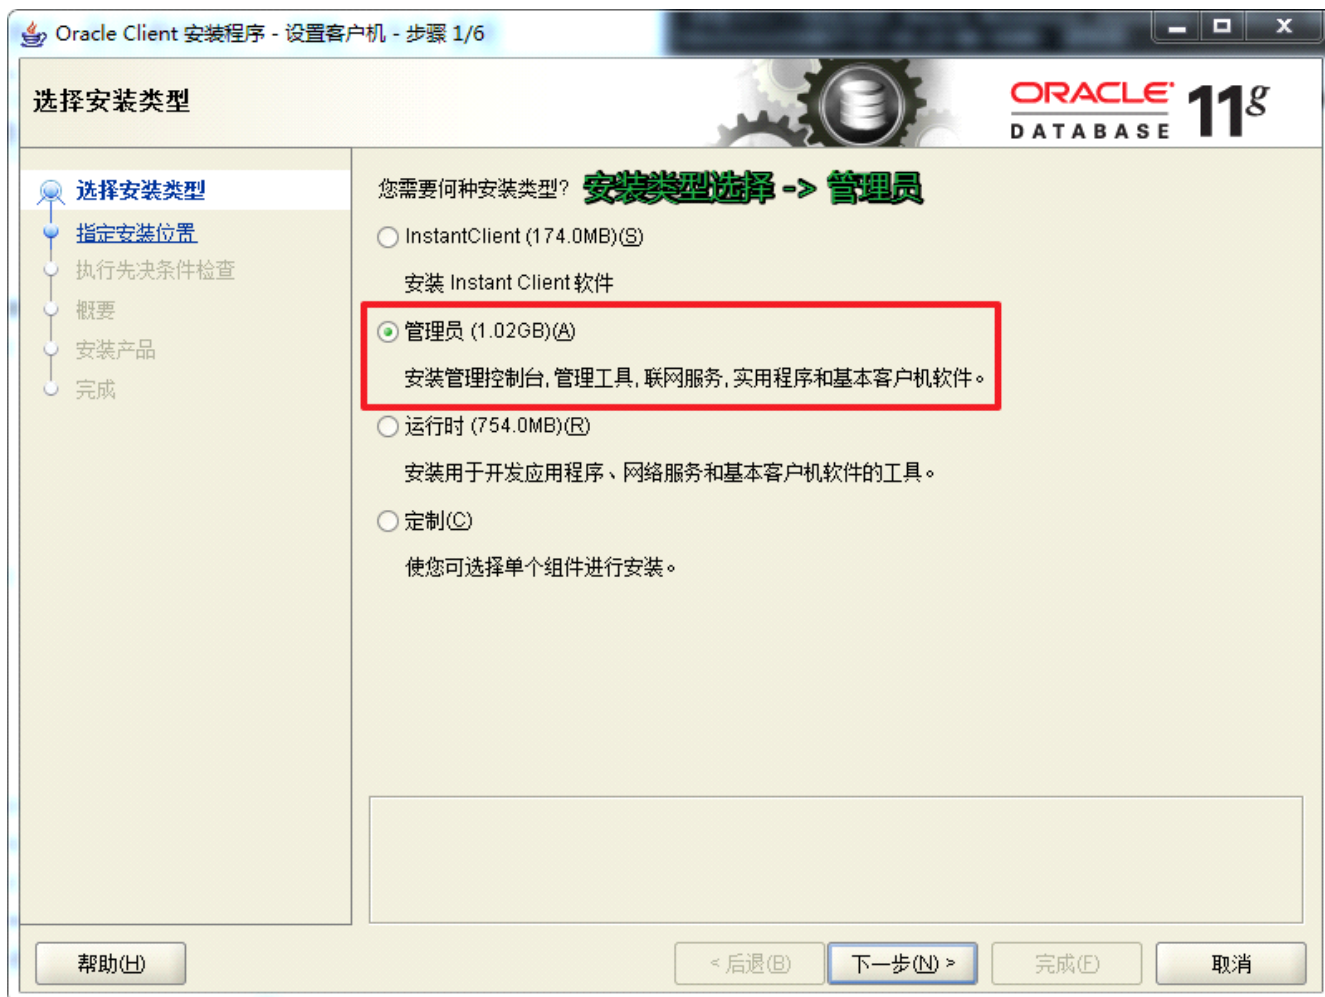 Oracle Client 安装程序 - 设置客户机 - 步骤 1/6
选择安装类型
ORACLE 11g
DATABASE
选择安装类型
指定安装位置
执行先决条件检查
概要
安装产品
完成
您需要何种安装类型? 安装类型选择 -> 管理员
InstantClient (174.0MB)(S)
安装 Instant Client 软件
管理员 (1.02GB)(A)
安装管理控制台, 管理工具, 联网服务, 实用程序和基本客户机软件。
运行时 (754.0MB)(R)
安装用于开发应用程序、网络服务和基本客户机软件的工具。
定制(C)
使您可选择单个组件进行安装。
帮助(H)
< 后退(B)
下一步(N) >
完成(F)
取消